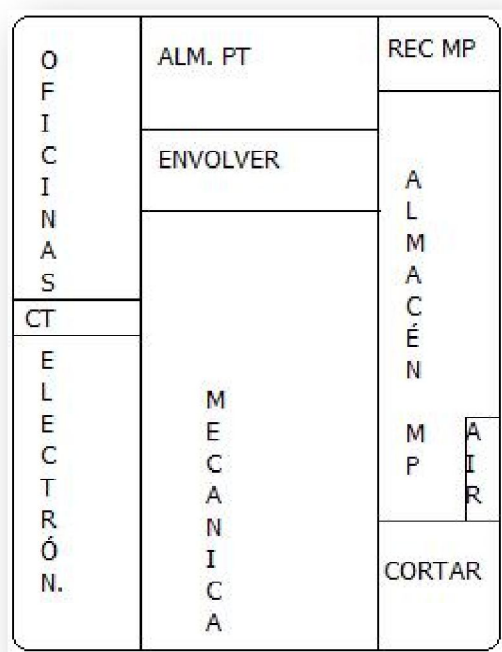 OFICINAS
CT
ELECTRÓN.
ALM. PT
ENVOLVER
MECANICA
REC MP
ALMACÉN MP
AIR
CORTAR